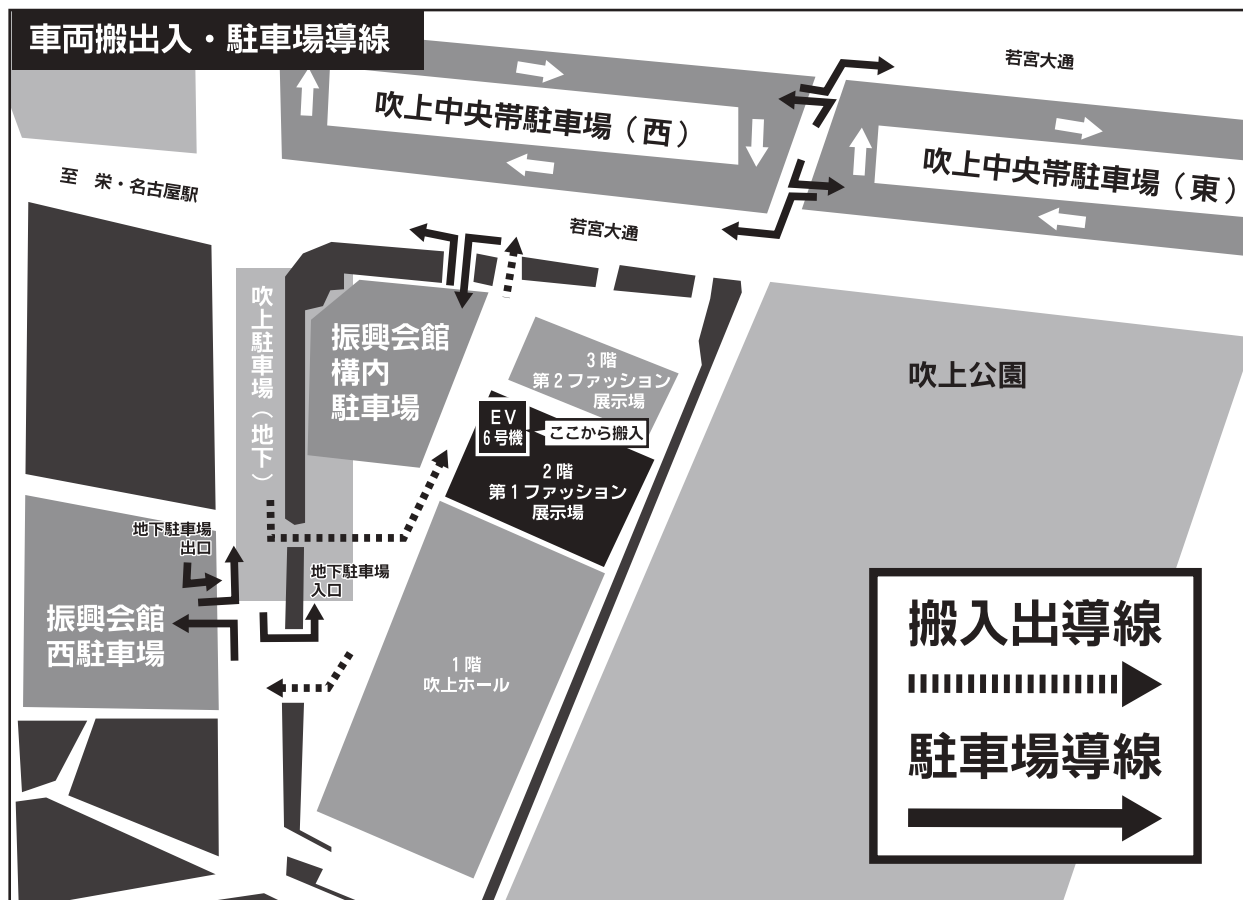 車両搬出入・駐車場導線
若宮大通
吹上中央帯駐車場（西）
吹上中央帯駐車場（東）
至　栄・名古屋駅
若宮大通
吹上駐車場（地下）
振興会館
構内
駐車場
3階
第2ファッション
展示場
吹上公園
EV
6号機
ここから搬入
2階
第1ファッション
展示場
地下駐車場
出口
地下駐車場
入口
振興会館
西駐車場
1階
吹上ホール
搬入出導線
駐車場導線